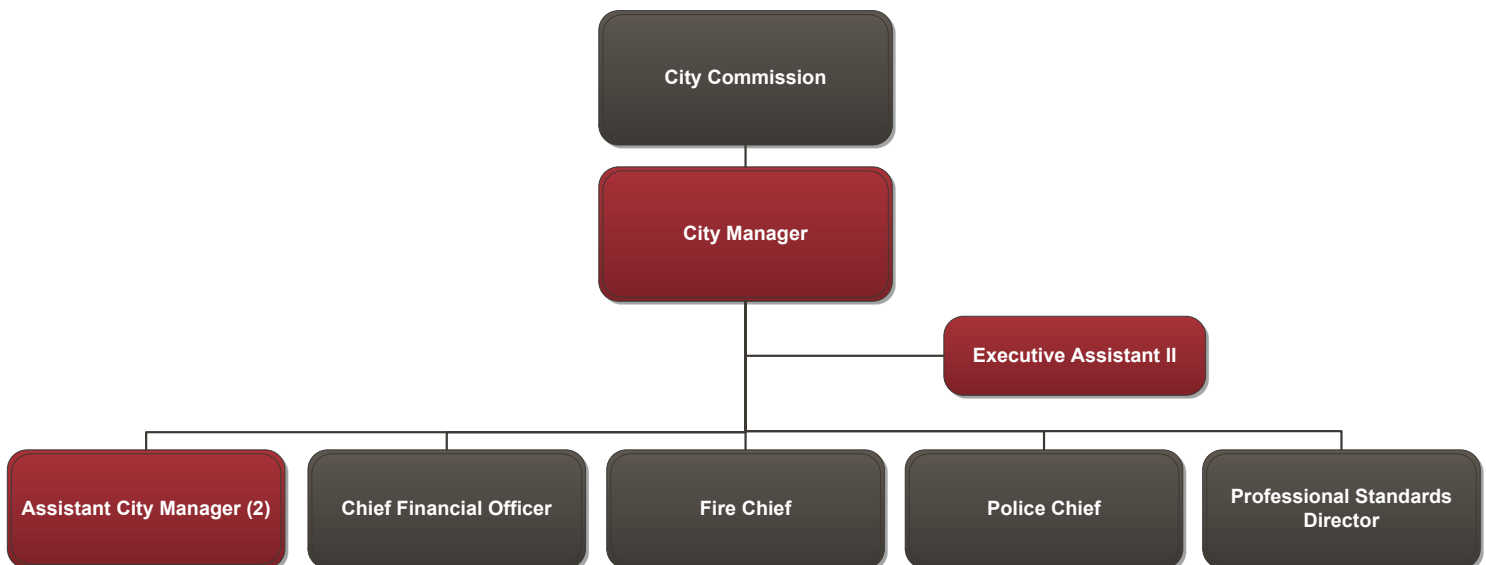 City Commission
City Manager
Executive Assistant II
Assistant City Manager (2)
Chief Financial Officer
Fire Chief
Police Chief
Professional Standards
Director